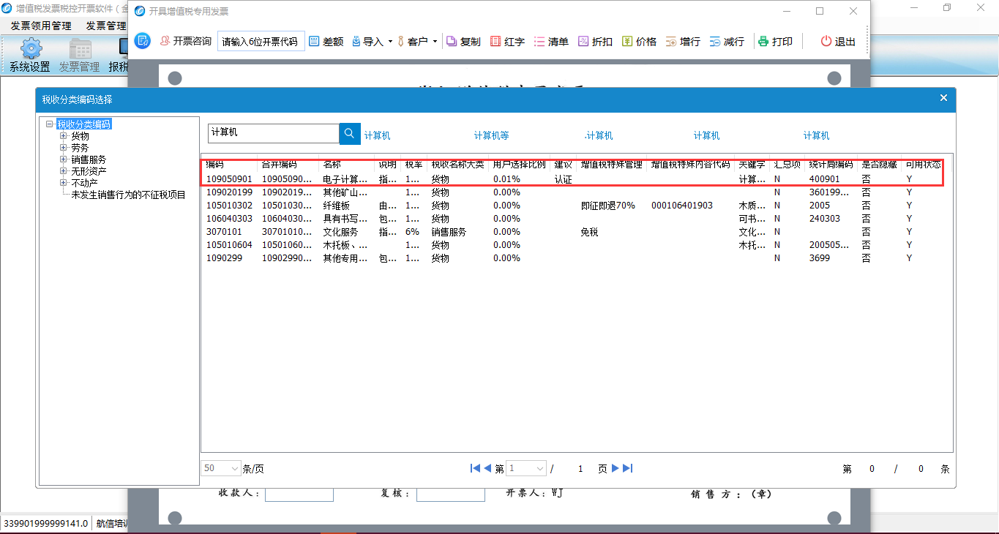 增值税发票税控开票软件（金
开具增值税专用发票
发票领用管理 发票管理
开票咨询 请输入6位开票代码 差额 导入 客户 复制 红字 清单 折扣 价格 增行 减行 打印 退出
系统设置 发票管理 报税
税收分类编码选择
税收分类编码
货物
劳务
销售服务
无形资产
不动产
未发生销售行为的不征税项目
计算机 计算机 计算机等 .计算机 计算机 计算机
编码 合并编码 名称 说明 税率 税收名称大类 用户选择比例 建议 增值税特殊管理 增值税特殊内容代码 关键字 汇总项 统计局编码 是否隐藏 可用状态
109050901 10905090... 电子计算... 指... 1... 货物 0.01% 认证 计算... N 400901 否 Y
109020199 10902019... 其他矿山... 1... 货物 0.00% N 360199... 否 Y
105010302 10501030... 纤维板 由... 1... 货物 0.00% 即征即退70% 000106401903 木质... N 2005 否 Y
106040303 10604030... 具有书写... 包... 1... 货物 0.00% 可书... N 240303 否 Y
3070101 30701010... 文化服务 指... 6% 销售服务 0.00% 免税 文化... N 否 Y
105010604 10501060... 木托板、... 1... 货物 0.00% 木托... N 200505... 否 Y
1090299 10902990... 其他专用... 包... 1... 货物 0.00% N 3699 否 Y
50 条/页 第 1 / 1 页 第 0 / 0 条
收款人： 复核： 开票人：WJ 销售方：（章）
339901999999141.0 航信培训